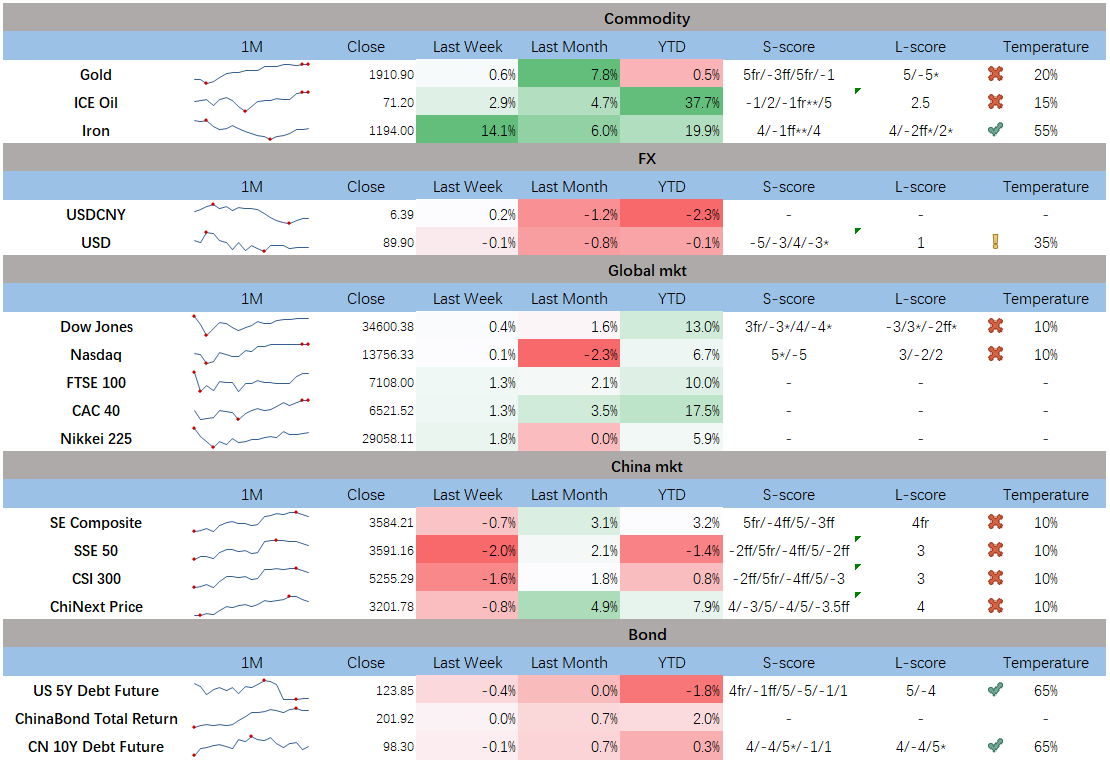 Commodity
1M Close Last Week Last Month YTD S-score L-score Temperature
Gold 1910.90 0.6% 7.8% 0.5% 5fr/-3ff/5fr/-1 5/-5* 20%
ICE Oil 71.20 2.9% 4.7% 37.7% -1/2/-1fr**/5 2.5 15%
Iron 1194.00 14.1% 6.0% 19.9% 4/-1ff**/4 4/-2ff*/2* 55%
FX
1M Close Last Week Last Month YTD S-score L-score Temperature
USDCNY 6.39 0.2% -1.2% -2.3% - - -
USD 89.90 -0.1% -0.8% -0.1% -5/-3/4/-3* 1 35%
Global mkt
1M Close Last Week Last Month YTD S-score L-score Temperature
Dow Jones 34600.38 0.4% 1.6% 13.0% 3fr/-3*/4/-4* -3/3*/-2ff* 10%
Nasdaq 13756.33 0.1% -2.3% 6.7% 5*/-5 3/-2/2 10%
FTSE 100 7108.00 1.3% 2.1% 10.0% - - -
CAC 40 6521.52 1.3% 3.5% 17.5% - - -
Nikkei 225 29058.11 1.8% 0.0% 5.9% - - -
China mkt
1M Close Last Week Last Month YTD S-score L-score Temperature
SE Composite 3584.21 -0.7% 3.1% 3.2% 5fr/-4ff/5/-3ff 4fr 10%
SSE 50 3591.16 -2.0% 2.1% -1.4% -2ff/5fr/-4ff/5/-2ff 3 10%
CSI 300 5255.29 -1.6% 1.8% 0.8% -2ff/5fr/-4ff/5/-3 3 10%
ChiNext Price 3201.78 -0.8% 4.9% 7.9% 4/-3/5/-4/5/-3.5ff 4 10%
Bond
1M Close Last Week Last Month YTD S-score L-score Temperature
US 5Y Debt Future 123.85 -0.4% 0.0% -1.8% 4fr/-1ff/5/-5/-1/1 5/-4 65%
ChinaBond Total Return 201.92 0.0% 0.7% 2.0% - - -
CN 10Y Debt Future 98.30 -0.1% 0.7% 0.3% 4/-4/5*/-1/1 4/-4/5* 65%